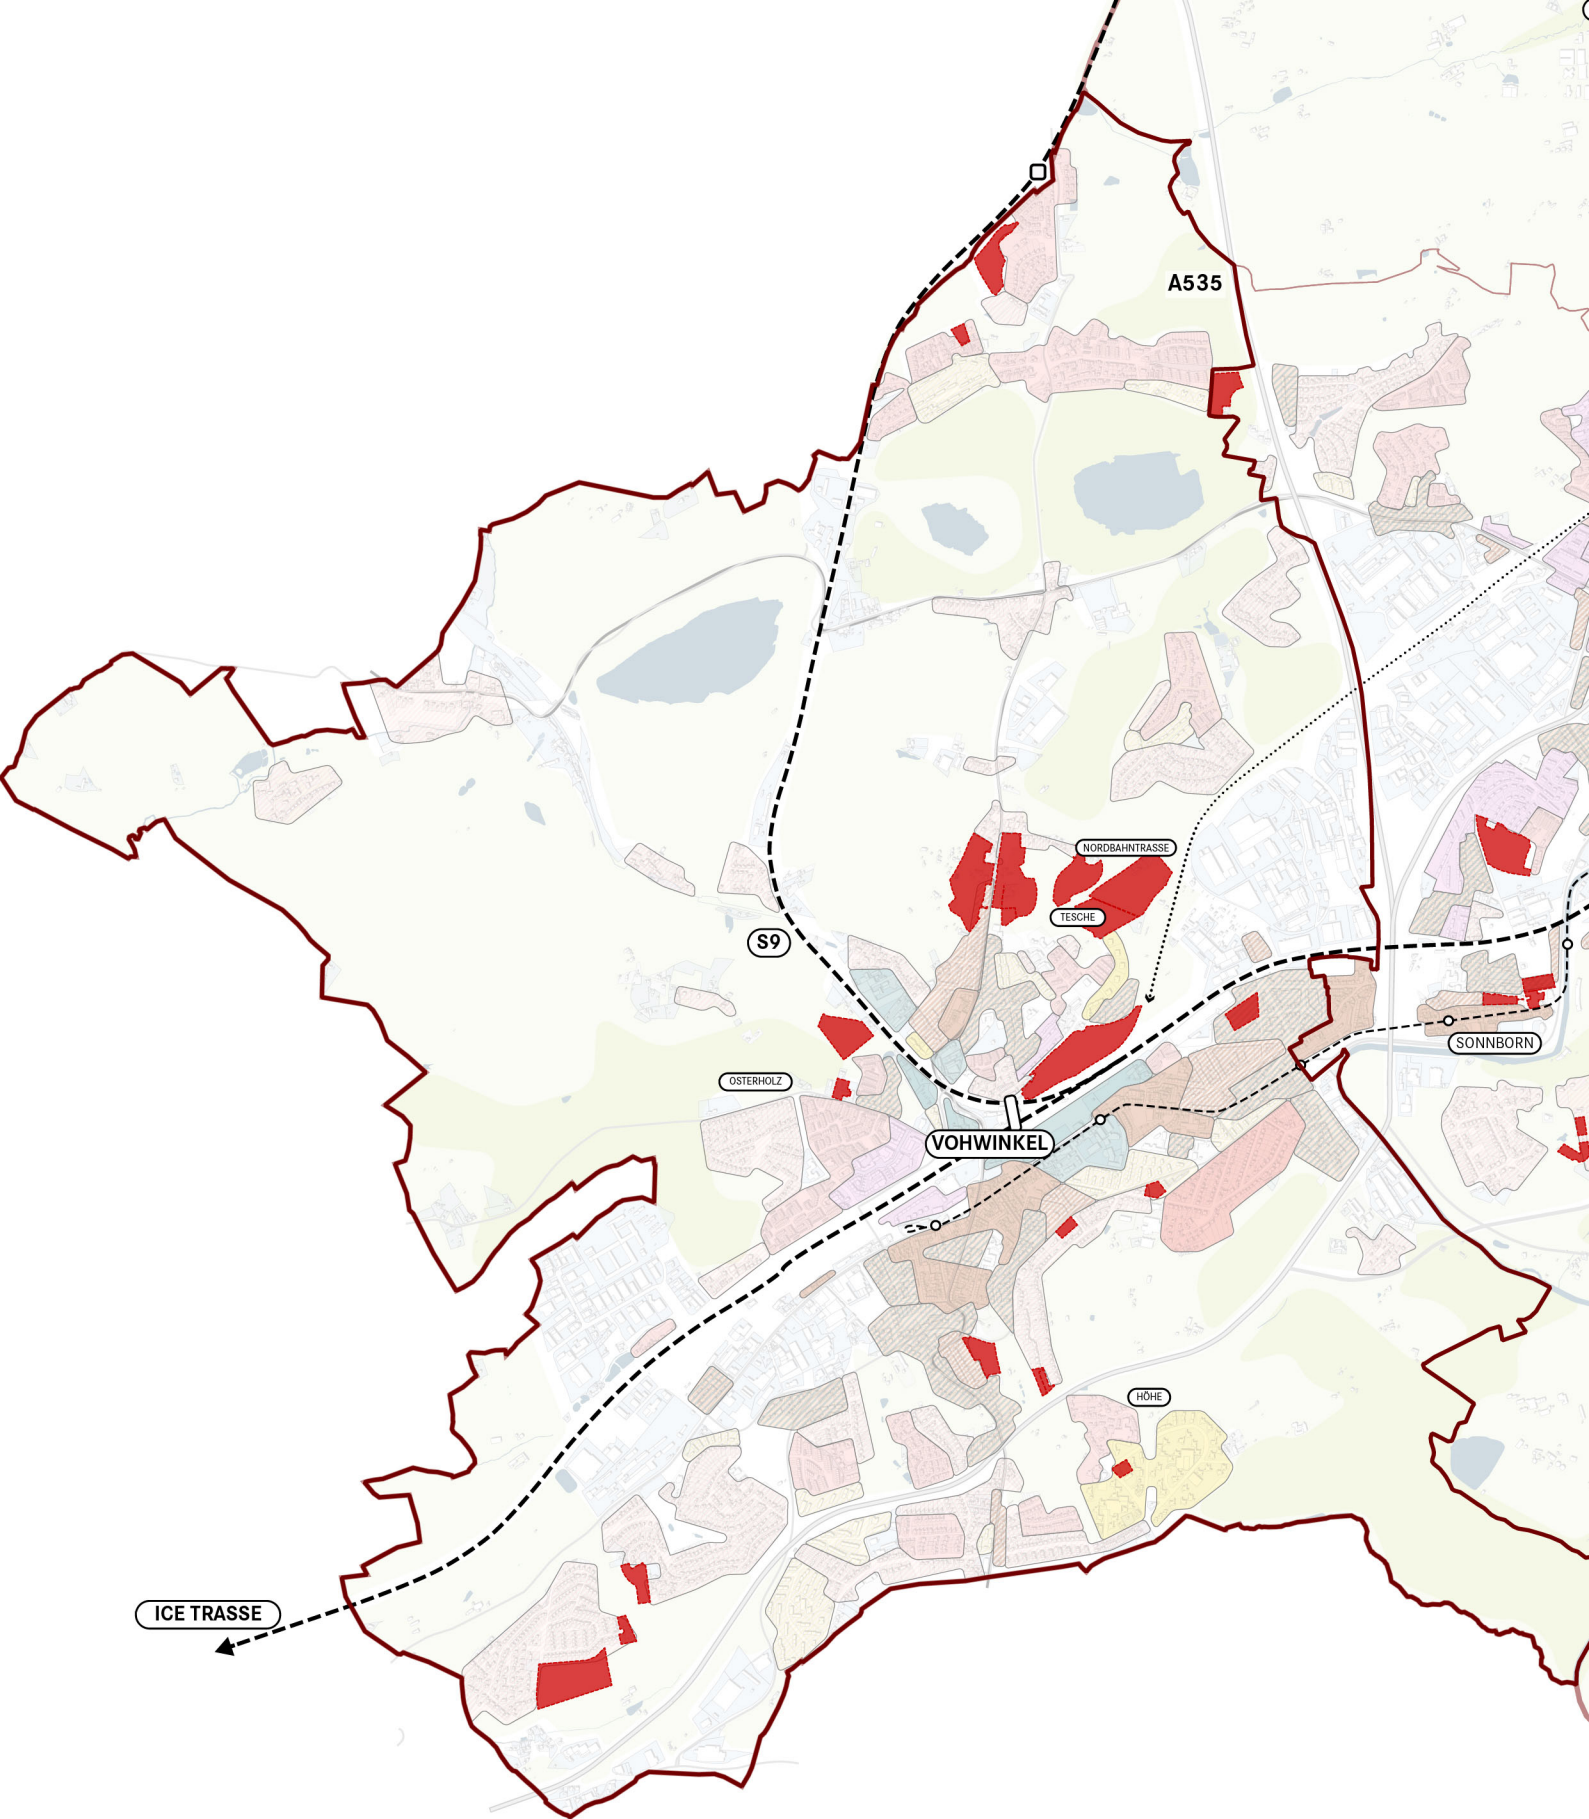 A535
NORDBAHNTRASSE
TESCHE
S9
SONNBORN
OSTERHOLZ
VOHWINKEL
HÖHE
ICE TRASSE